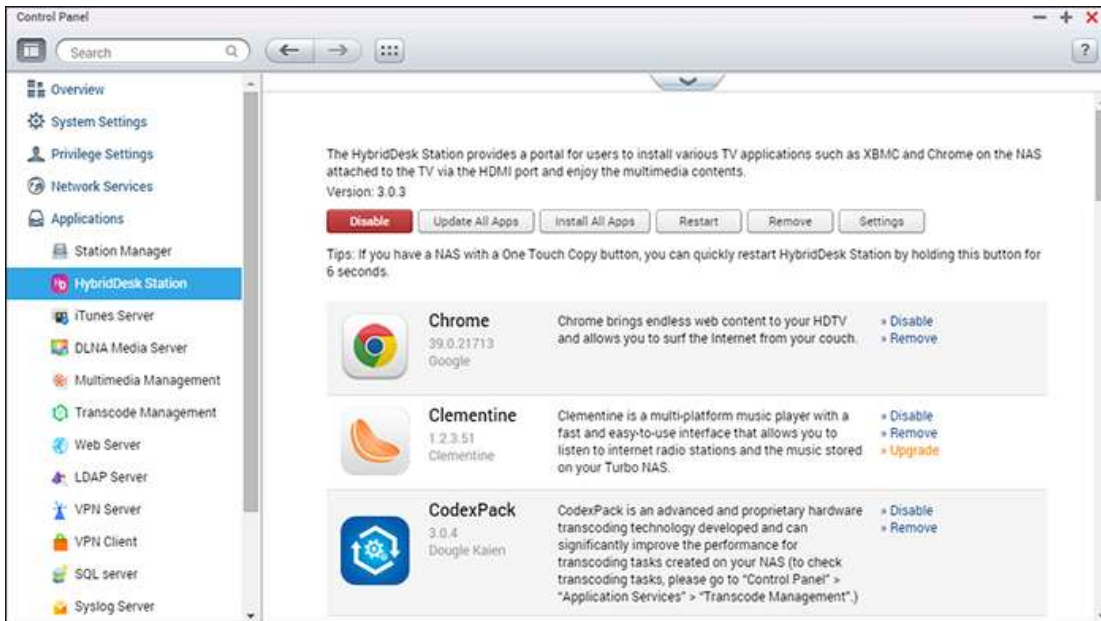 Control Panel
Search
?
Overview
System Settings
Privilege Settings
Network Services
Applications
Station Manager
HybridDesk Station
iTunes Server
DLNA Media Server
Multimedia Management
Transcode Management
Web Server
LDAP Server
VPN Server
VPN Client
SQL server
Syslog Server
The HybridDesk Station provides a portal for users to install various TV applications such as XBMC and Chrome on the NAS
attached to the TV via the HDMI port and enjoy the multimedia contents.
Version: 3.0.3
Disable Update All Apps Install All Apps Restart Remove Settings
Tips: If you have a NAS with a One Touch Copy button, you can quickly restart HybridDesk Station by holding this button for
6 seconds.
Chrome
39.0.21713
Google
Chrome brings endless web content to your HDTV
and allows you to surf the Internet from your couch.
» Disable
» Remove
Clementine
1.2.3.51
Clementine
Clementine is a multi-platform music player with a
fast and easy-to-use interface that allows you to
listen to internet radio stations and the music stored
on your Turbo NAS.
» Disable
» Remove
» Upgrade
CodexPack
3.0.4
Dougle Kaien
CodexPack is an advanced and proprietary hardware
transcoding technology developed and can
significantly improve the performance for
transcoding tasks created on your NAS (to check
transcoding tasks, please go to "Control Panel" >
"Application Services" > "Transcode Management".)
» Disable
» Remove